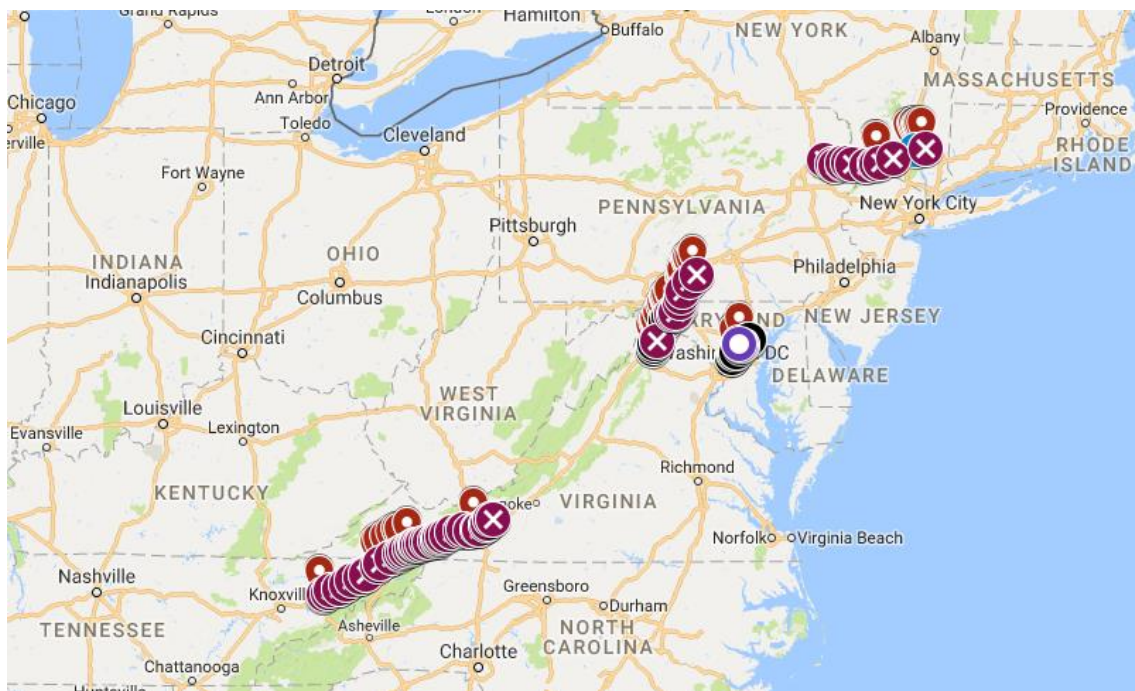 Grand Rapids
London
Hamilton
Buffalo
NEW YORK
Albany
Detroit
Ann Arbor
MASSACHUSETTS
Chicago
Toledo
Cleveland
Providence
erville
RHODE
ISLAND
Fort Wayne
New York City
PENNSYLVANIA
Pittsburgh
OHIO
INDIANA
Indianapolis
Columbus
Philadelphia
NEW JERSEY
Cincinnati
DC
DELAWARE
WEST
VIRGINIA
Louisville
Evansville
Lexington
Richmond
KENTUCKY
VIRGINIA
Norfolk
Virginia Beach
Nashville
Knoxville
Greensboro
Durham
TENNESSEE
Asheville
NORTH
CAROLINA
Charlotte
Chattanooga